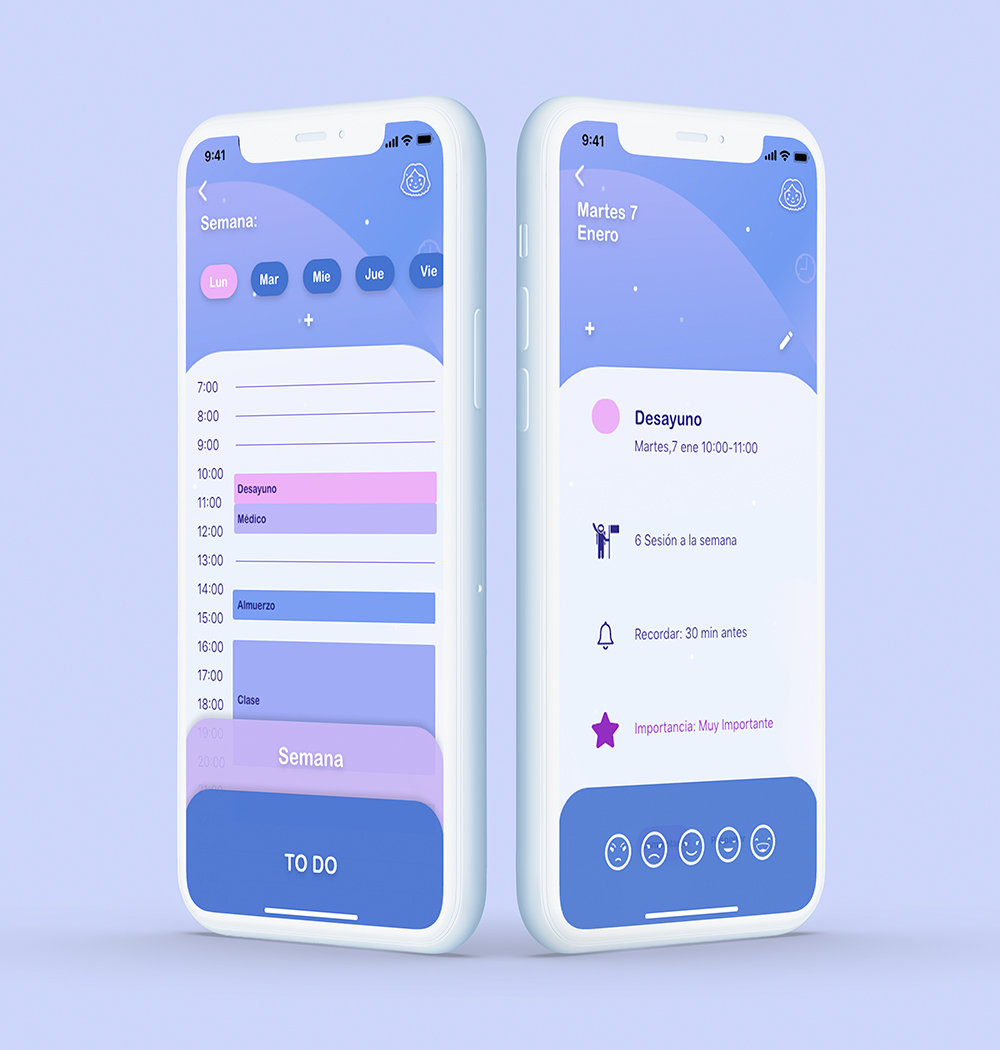 9:41
Semana:
Lun Mar Mie Jue Vie
+
7:00
8:00
9:00
10:00
Desayuno
11:00
Médico
12:00
13:00
14:00
Almuerzo
15:00
16:00
17:00
18:00
Clase
19:00
20:00
Semana
TO DO
9:41
Martes 7
Enero
+
Desayuno
Martes,7 ene 10:00-11:00
6 Sesión a la semana
Recordar: 30 min antes
Importancia: Muy Importante